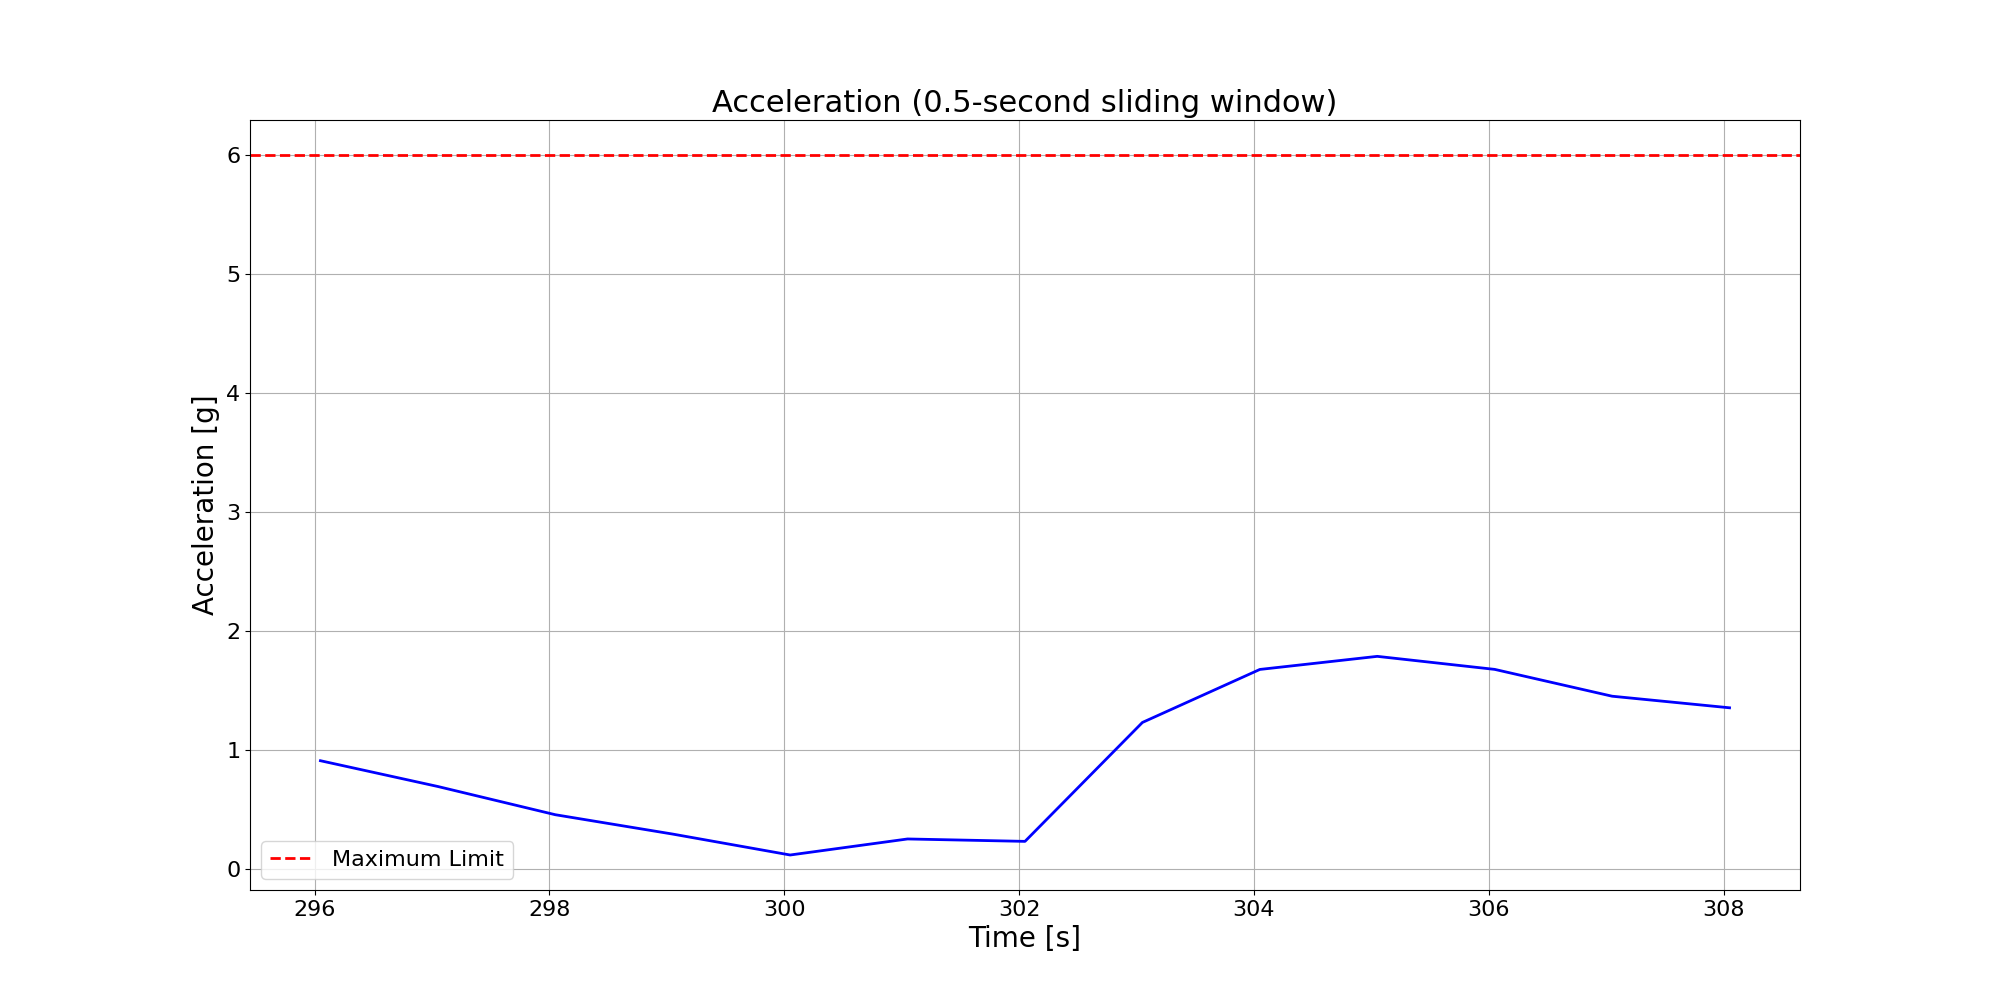 Acceleration (0.5-second sliding window)
Acceleration [g]
6
5
4
3
2
1
0
Maximum Limit
296 298 300 302 304 306 308
Time [s]